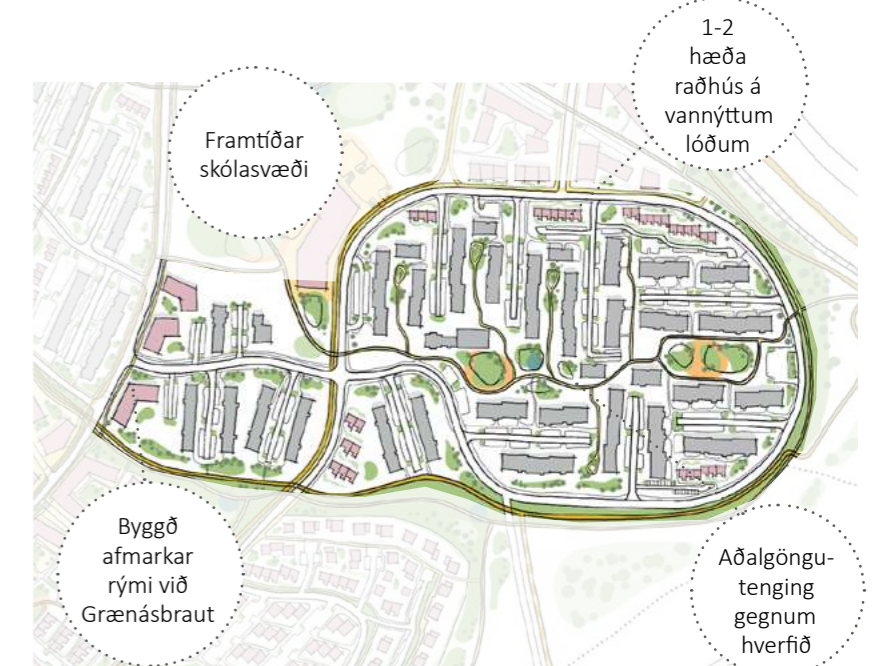 1-2
hæða
raðhús á
vannýttum
lóðum
Framtíðar
skólasvæði
Byggð
afmarkar
rými við
Grænásbraut
Aðalgöngu-
tenging
gegnum
hverfið